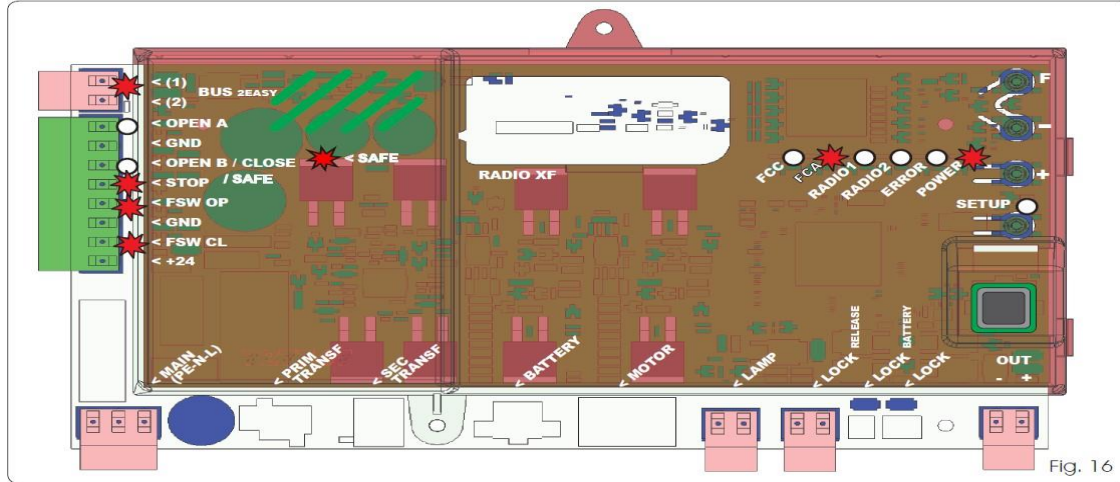 < (1)
BUS 2EASY
< (2)
< OPEN A
< GND
< OPEN B / CLOSE
/ SAFE
< SAFE
< STOP
< FSW OP
< GND
< FSW CL
< +24
RADIO XF
FCC
FCA
RADIO1
RADIO2
ERROR
POWER
F
-
+
SETUP
< MAIN
(PE-N-L)
< PRIM
TRANSF
< SEC
TRANSF
< BATTERY
< MOTOR
< LAMP
< LOCK
RELEASE
< LOCK
BATTERY
< LOCK
OUT
- +
Fig. 16